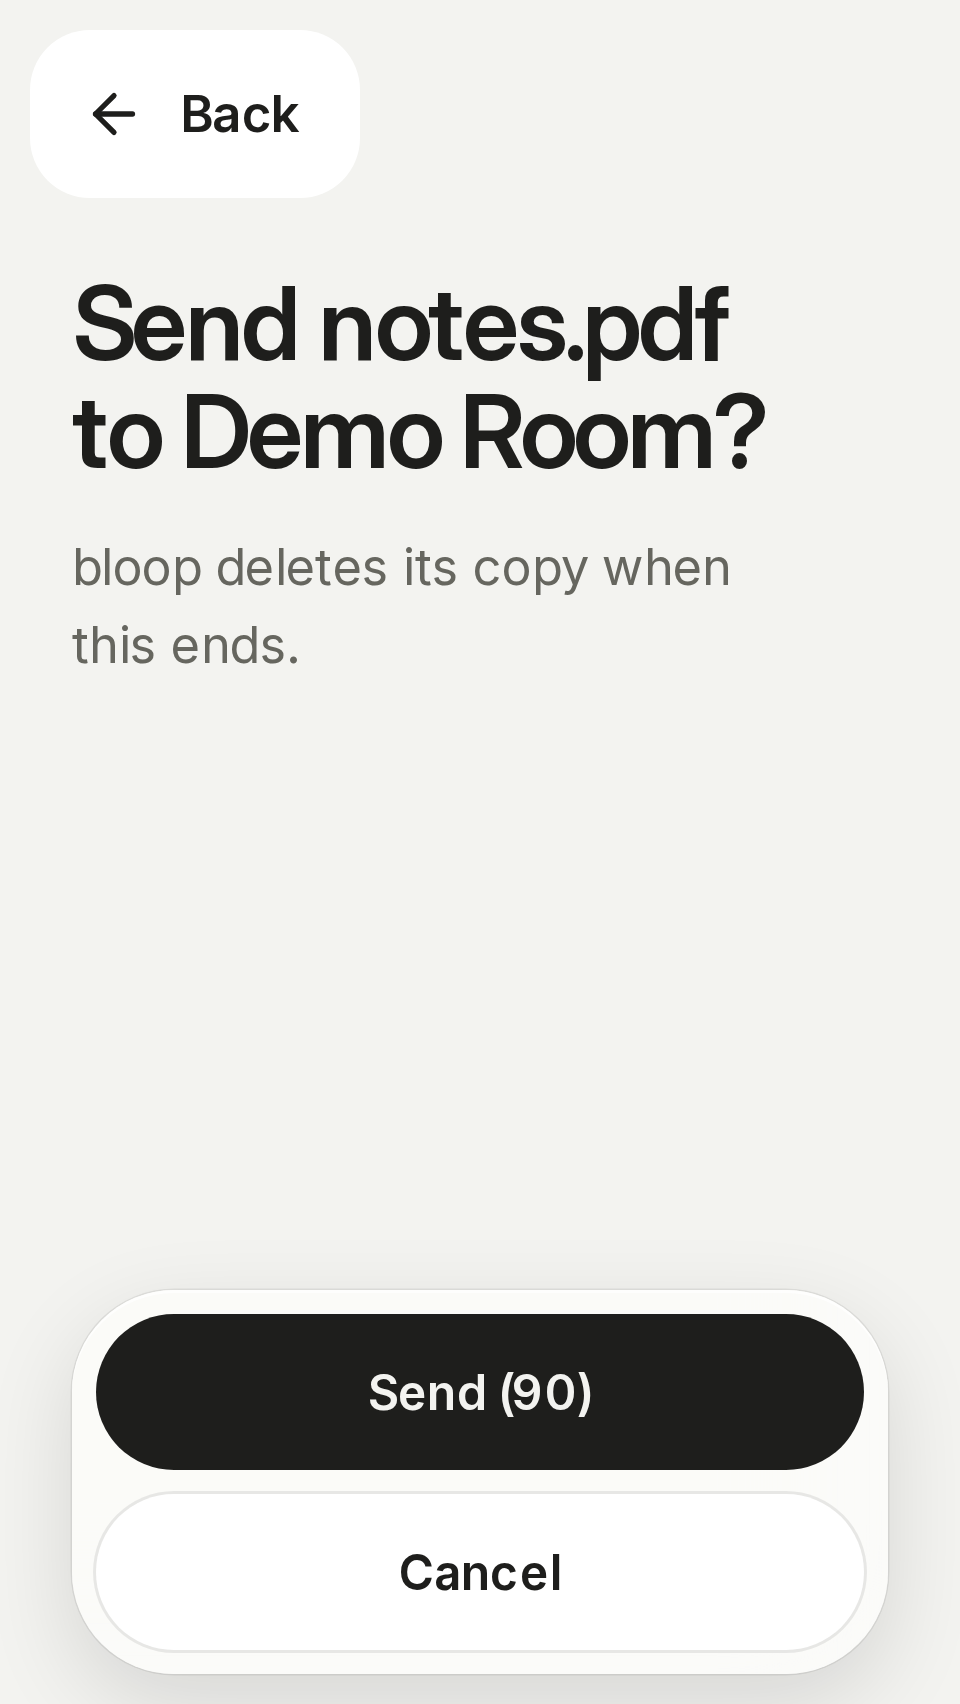 Back
Send notes.pdf
to Demo Room?
bloop deletes its copy when
this ends.
Send (90)
Cancel